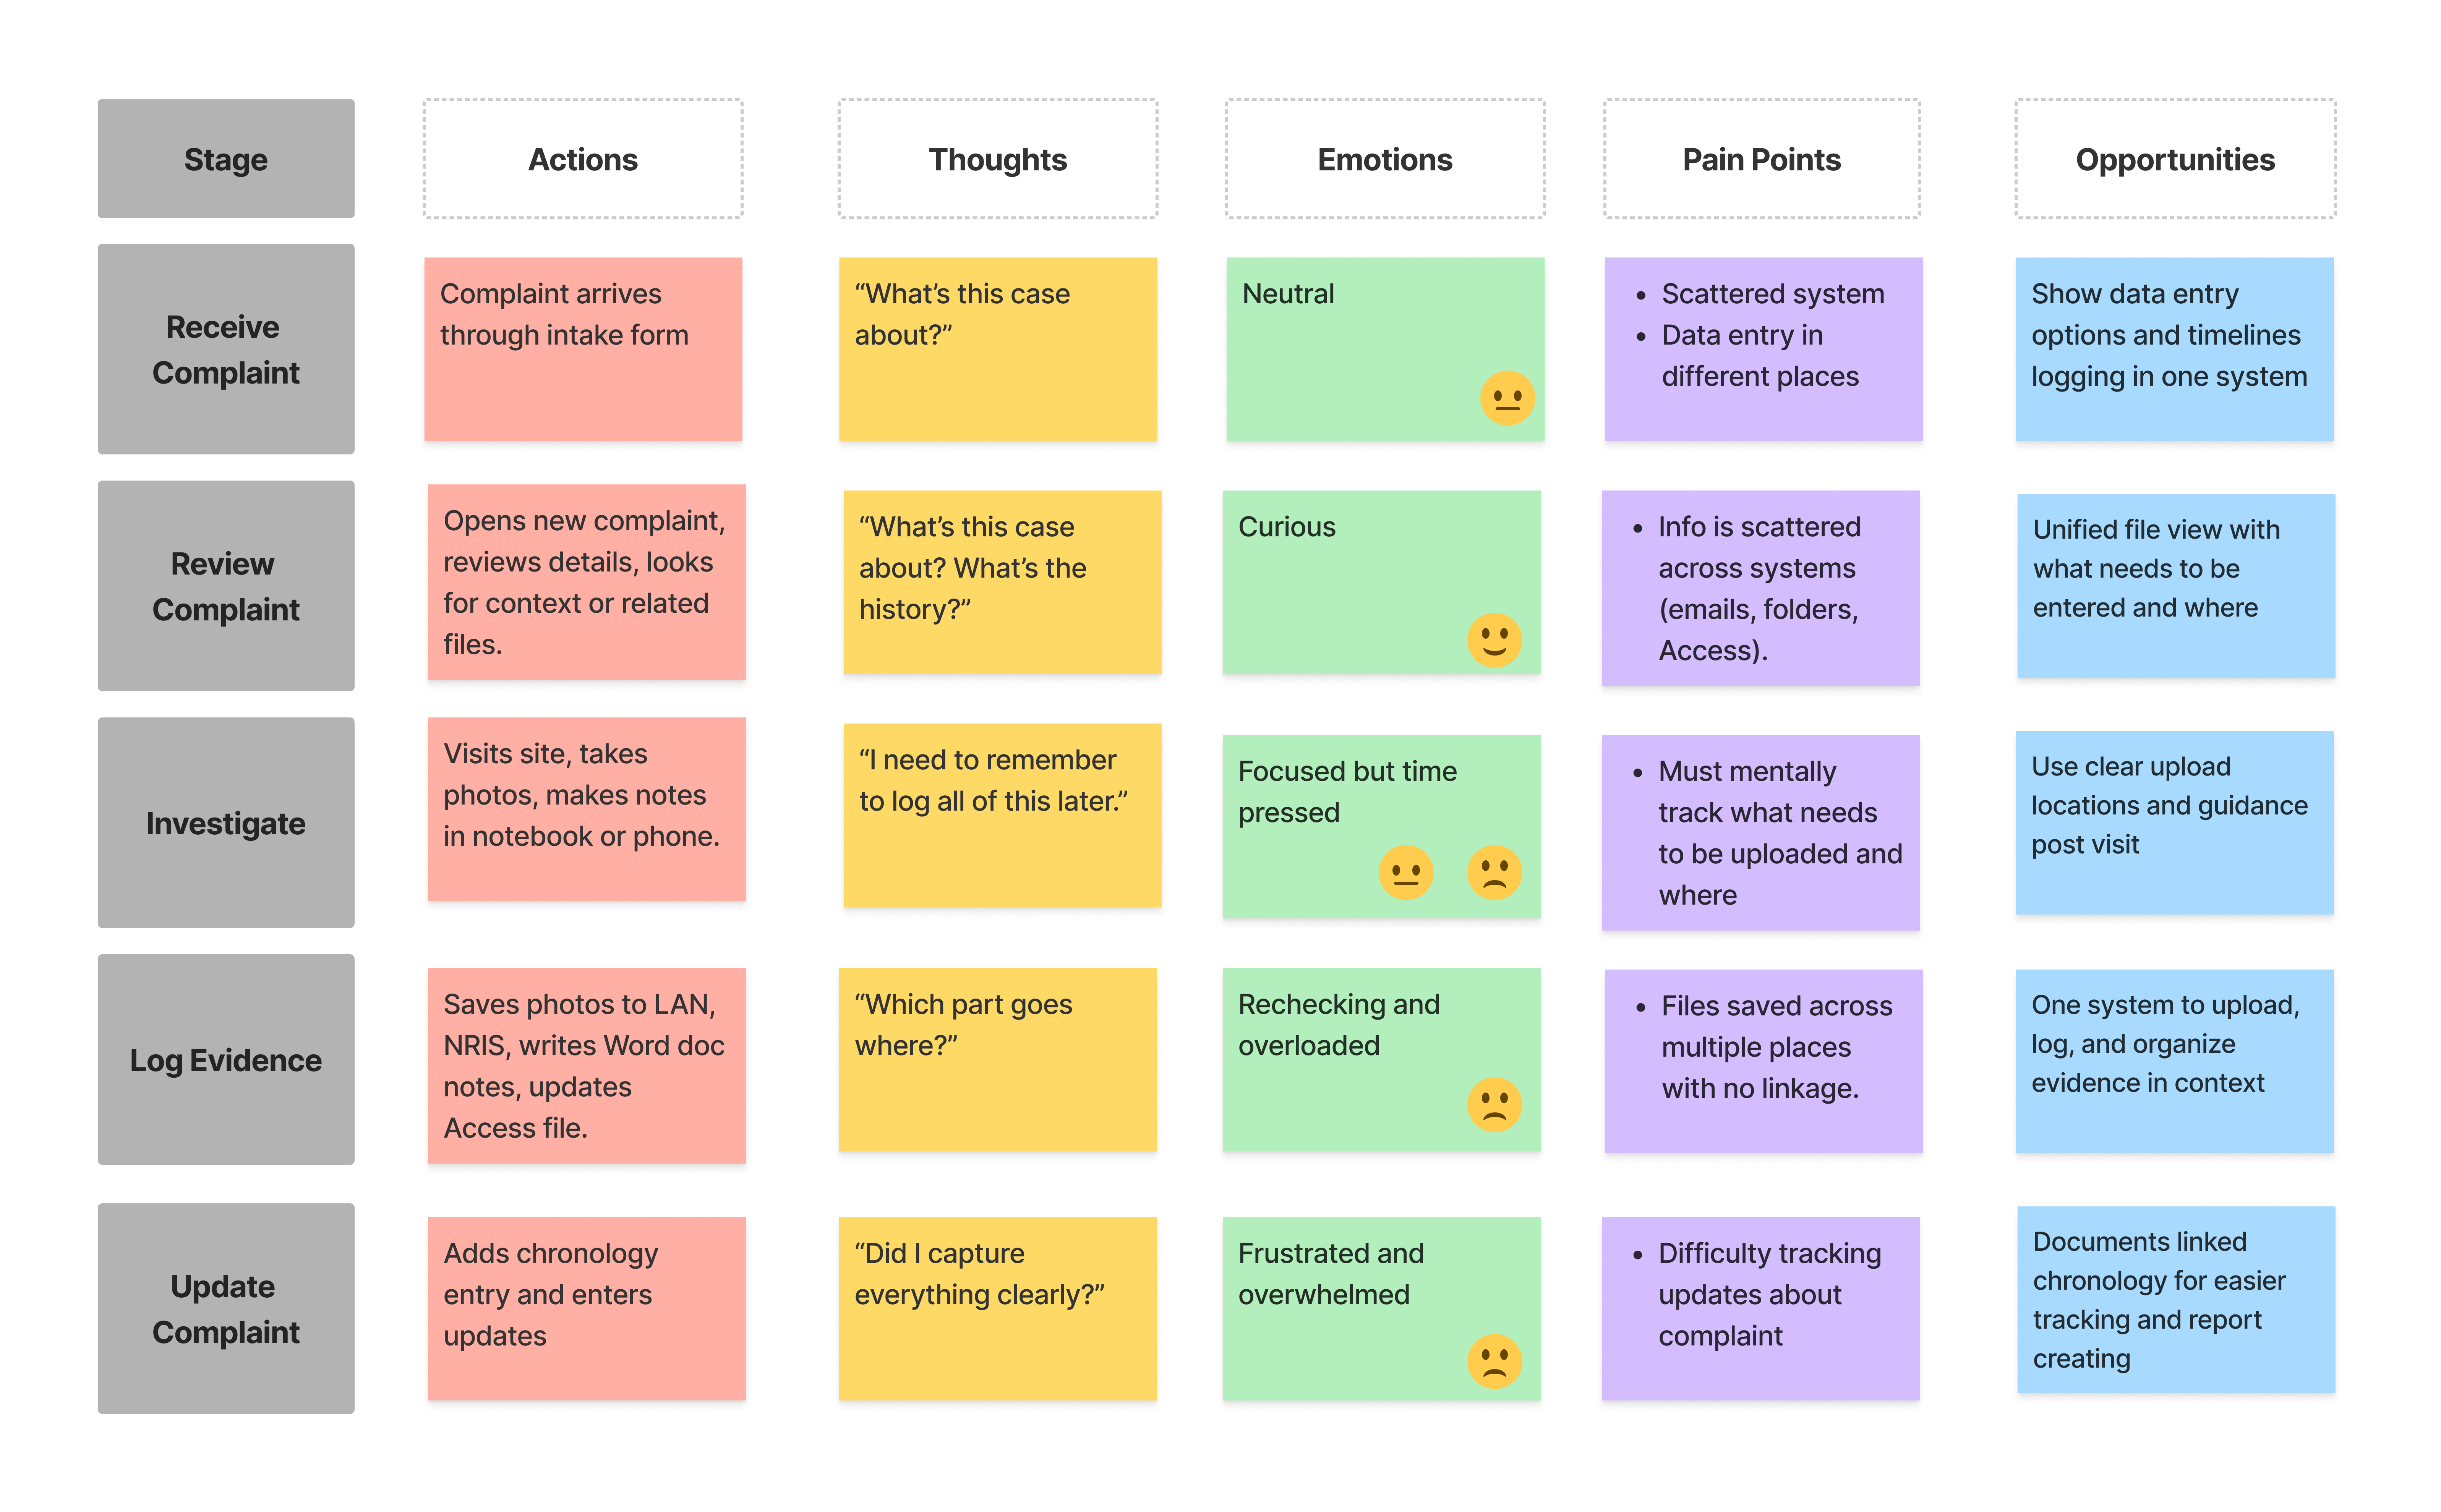 Stage
Actions
Thoughts
Emotions
Pain Points
Opportunities
Receive
Complaint
Complaint arrives
through intake form
“What’s this case
about?”
Neutral
• Scattered system
• Data entry in
different places
Show data entry
options and timelines
logging in one system
Review
Complaint
Opens new complaint,
reviews details, looks
for context or related
files.
“What’s this case
about? What’s the
history?”
Curious
• Info is scattered
across systems
(emails, folders,
Access).
Unified file view with
what needs to be
entered and where
Investigate
Visits site, takes
photos, makes notes
in notebook or phone.
“I need to remember
to log all of this later.”
Focused but time
pressed
• Must mentally
track what needs
to be uploaded and
where
Use clear upload
locations and guidance
post visit
Log Evidence
Saves photos to LAN,
NRIS, writes Word doc
notes, updates
Access file.
“Which part goes
where?”
Rechecking and
overloaded
• Files saved across
multiple places
with no linkage.
One system to upload,
log, and organize
evidence in context
Update
Complaint
Adds chronology
entry and enters
updates
“Did I capture
everything clearly?”
Frustrated and
overwhelmed
• Difficulty tracking
updates about
complaint
Documents linked
chronology for easier
tracking and report
creating